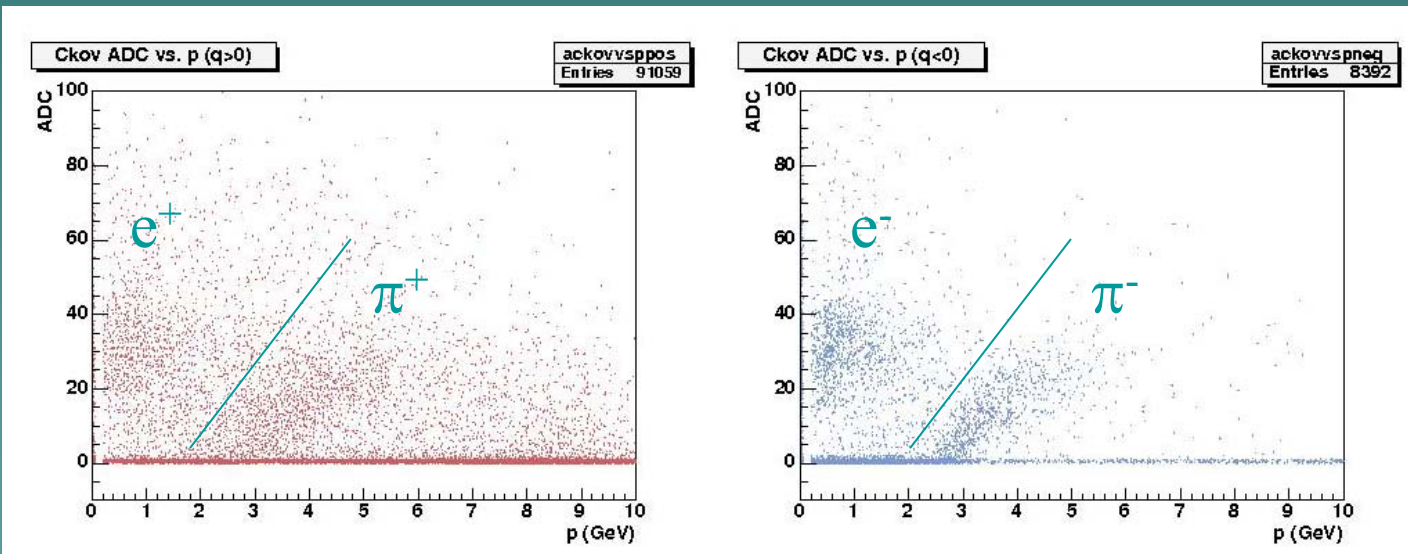 Ckov ADC vs. p (q>0)
ackovvsppos
Entries 91059
ADC
100
80
60
40
20
0
e+
π+
0 1 2 3 4 5 6 7 8 9 10
p (GeV)
Ckov ADC vs. p (q<0)
ackovvspneg
Entries 8392
ADC
100
80
60
40
20
0
e-
π-
0 1 2 3 4 5 6 7 8 9 10
p (GeV)